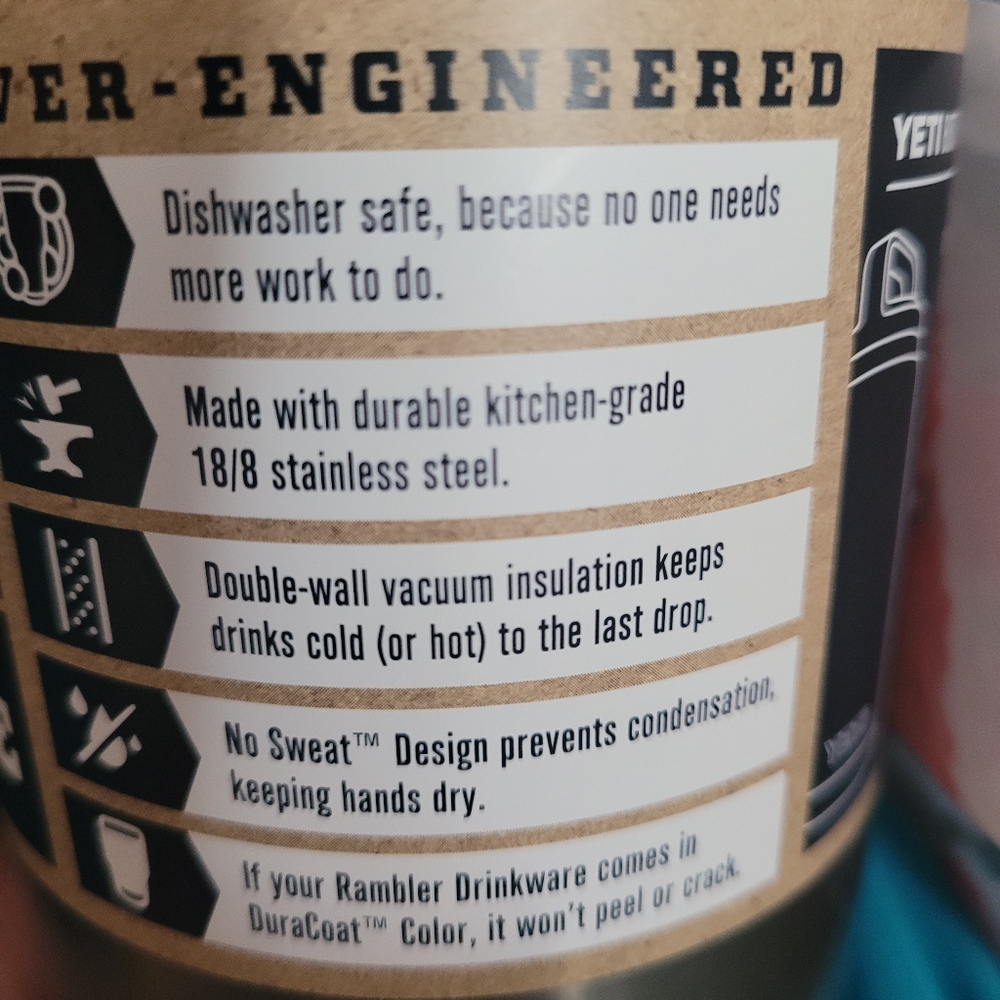 VER-ENGINEERED
Dishwasher safe, because no one needs
more work to do.
Made with durable kitchen-grade
18/8 stainless steel.
Double-wall vacuum insulation keeps
drinks cold (or hot) to the last drop.
No Sweat™ Design prevents condensation,
keeping hands dry.
If your Rambler Drinkware comes in
DuraCoat™ Color, it won't peel or crack.
YETI